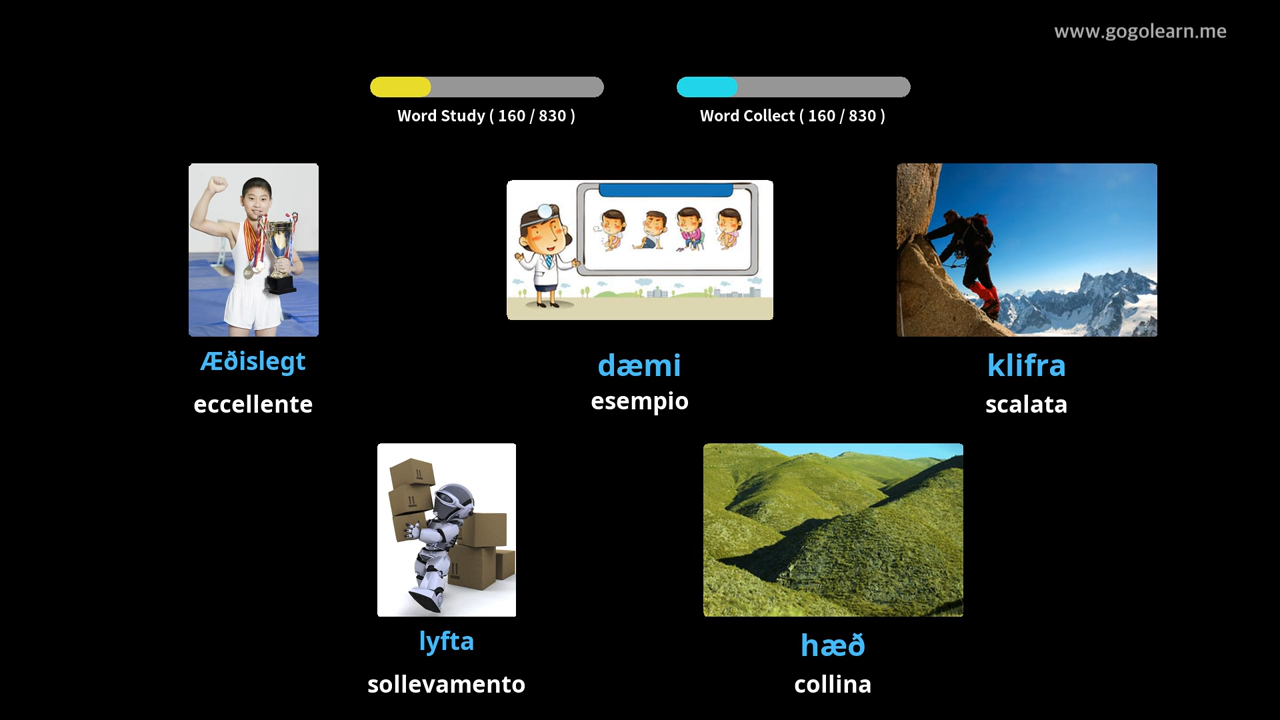 www.gogolearn.me
Word Study ( 160 / 830 )
Word Collect ( 160 / 830 )
Æðislegt
eccellente
dæmi
esempio
klifra
scalata
lyfta
sollevamento
hæð
collina